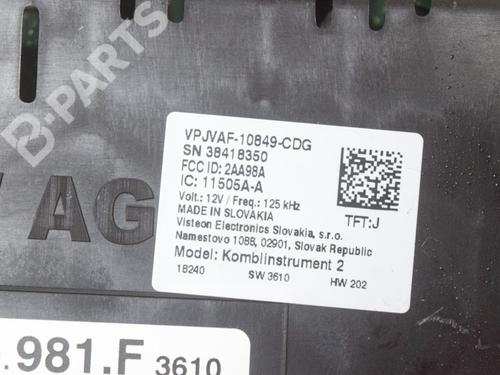 B-PARTS
VPJVAF-10849-CDG
SN 38418350
FCC ID: 2AA98A
IC: 11505A-A
Volt.: 12V / Freq.: 125 kHz
MADE IN SLOVAKIA
TFT:J
Visteon Electronics Slovakia, s.r.o.
Namestovo 1088, 02901, Slovak Republic
Model: Kombiinstrument 2
18240 SW 3610 HW 202
AG
.981.F 3610